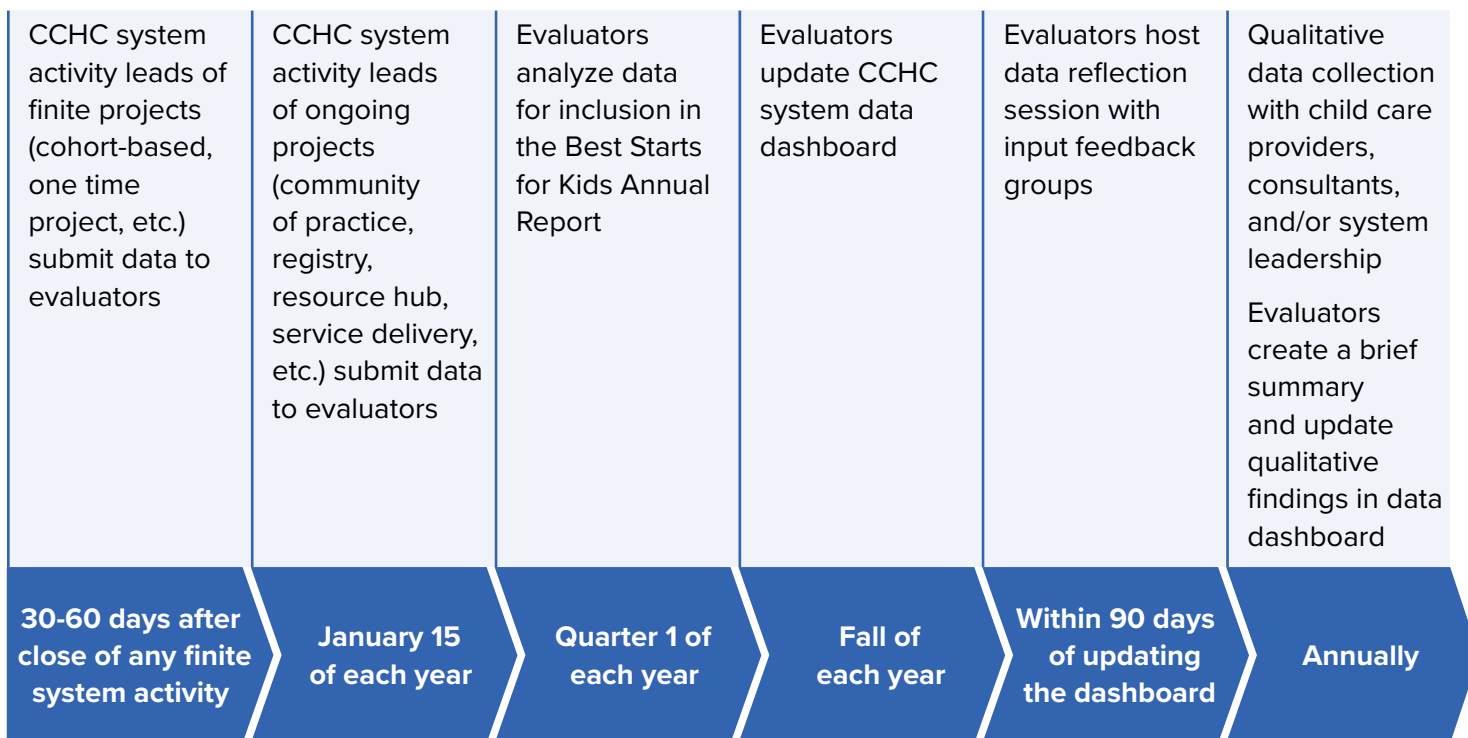 CCHC system
activity leads of
finite projects
(cohort-based,
one time
project, etc.)
submit data to
evaluators
CCHC system
activity leads
of ongoing
projects
(community
of practice,
registry,
resource hub,
service delivery,
etc.) submit data
to evaluators
Evaluators
analyze data
for inclusion in
the Best Starts
for Kids Annual
Report
Evaluators
update CCHC
system data
dashboard
Evaluators host
data reflection
session with
input feedback
groups
Qualitative
data collection
with child care
providers,
consultants,
and/or system
leadership
Evaluators
create a brief
summary
and update
qualitative
findings in data
dashboard
30-60 days after
close of any finite
system activity
January 15
of each year
Quarter 1 of
each year
Fall of
each year
Within 90 days
of updating
the dashboard
Annually